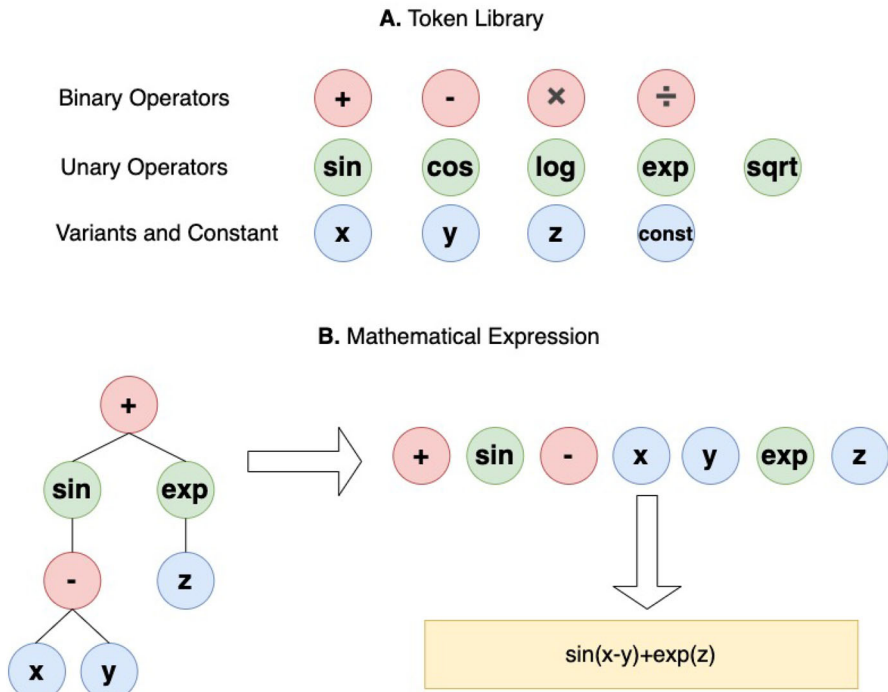 A. Token Library
Binary Operators + - × ÷
Unary Operators sin cos log exp sqrt
Variants and Constant x y z const
B. Mathematical Expression
+
sin exp
- z
x y
+ sin - x y exp z
sin(x-y)+exp(z)